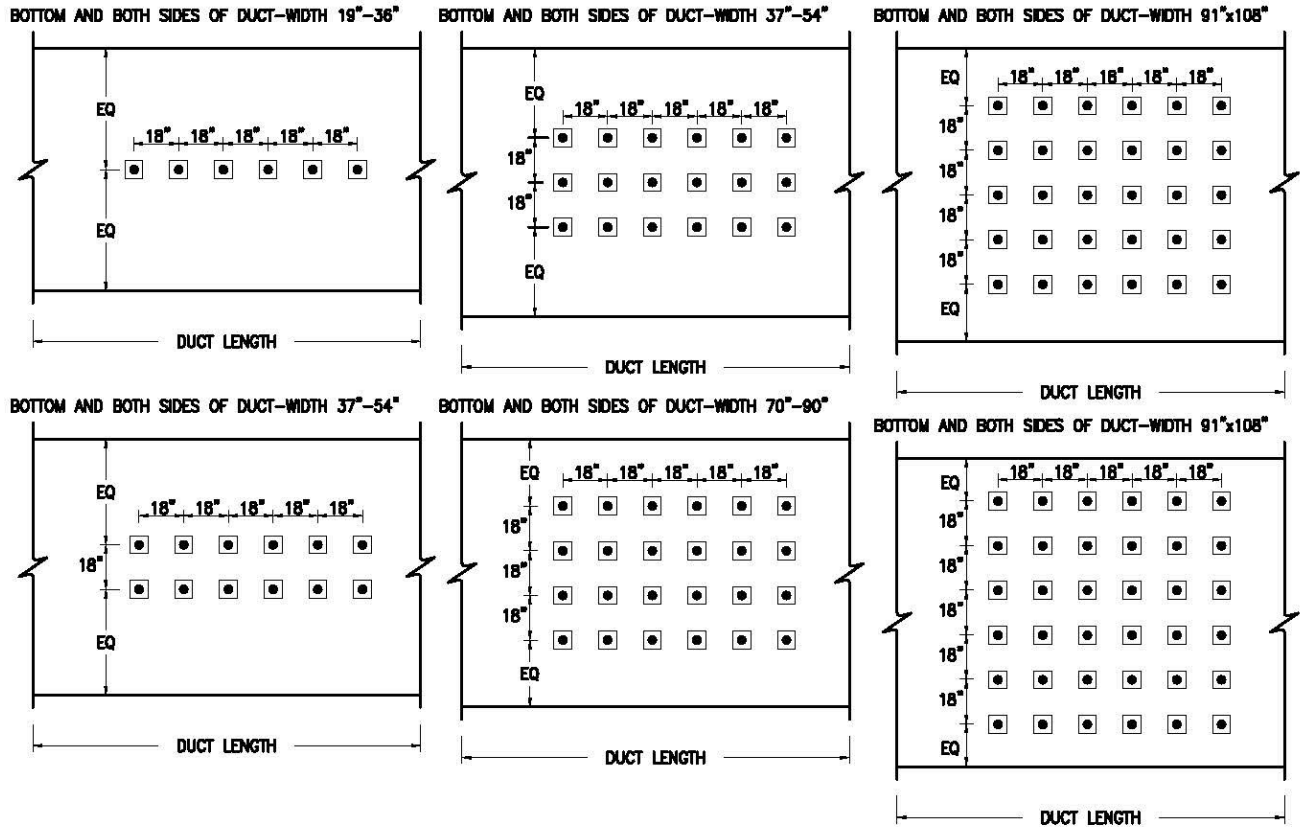 BOTTOM AND BOTH SIDES OF DUCT-WIDTH 19"-36"
EQ
18" 18" 18" 18" 18"
EQ
DUCT LENGTH
BOTTOM AND BOTH SIDES OF DUCT-WIDTH 37"-54"
EQ
18" 18" 18" 18" 18"
18"
18"
EQ
DUCT LENGTH
BOTTOM AND BOTH SIDES OF DUCT-WIDTH 91"x108"
EQ
18" 18" 18" 18" 18"
18"
18"
18"
18"
EQ
DUCT LENGTH
BOTTOM AND BOTH SIDES OF DUCT-WIDTH 37"-54"
EQ
18" 18" 18" 18" 18"
18"
EQ
DUCT LENGTH
BOTTOM AND BOTH SIDES OF DUCT-WIDTH 70"-90"
EQ
18" 18" 18" 18" 18"
18"
18"
18"
EQ
DUCT LENGTH
BOTTOM AND BOTH SIDES OF DUCT-WIDTH 91"x108"
EQ
18" 18" 18" 18" 18"
18"
18"
18"
18"
18"
EQ
DUCT LENGTH